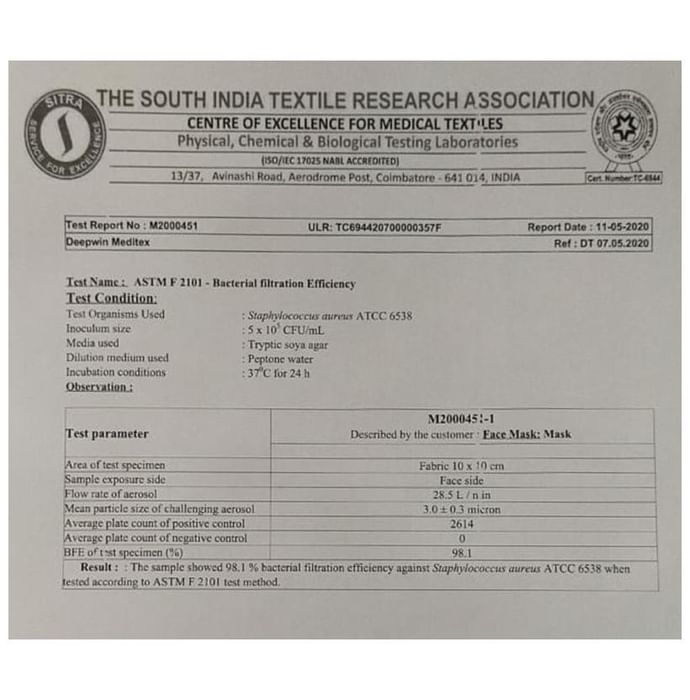 SITRA
SERVICE FOR EXCELLENCE
THE SOUTH INDIA TEXTILE RESEARCH ASSOCIATION
CENTRE OF EXCELLENCE FOR MEDICAL TEXTILES
Physical, Chemical & Biological Testing Laboratories
(ISO/IEC 17025 NABL ACCREDITED)
13/37, Avinashi Road, Aerodrome Post, Coimbatore - 641 014, INDIA
Cert. Number TC-6944
Test Report No : M2000451 ULR: TC694420700000357F Report Date : 11-05-2020
Deepwin Meditex Ref : DT 07.05.2020
Test Name : ASTM F 2101 - Bacterial filtration Efficiency
Test Condition:
Test Organisms Used : Staphylococcus aureus ATCC 6538
Inoculum size : 5 x 10⁵ CFU/mL
Media used : Tryptic soya agar
Dilution medium used : Peptone water
Incubation conditions : 37⁰C for 24 h
Observation :
M2000451-1
Test parameter Described by the customer : Face Mask: Mask
Area of test specimen Fabric 10 x 10 cm
Sample exposure side Face side
Flow rate of aerosol 28.5 L / min
Mean particle size of challenging aerosol 3.0 ± 0.3 micron
Average plate count of positive control 2614
Average plate count of negative control 0
BFE of test specimen (%) 98.1
Result : : The sample showed 98.1 % bacterial filtration efficiency against Staphylococcus aureus ATCC 6538 when
tested according to ASTM F 2101 test method.